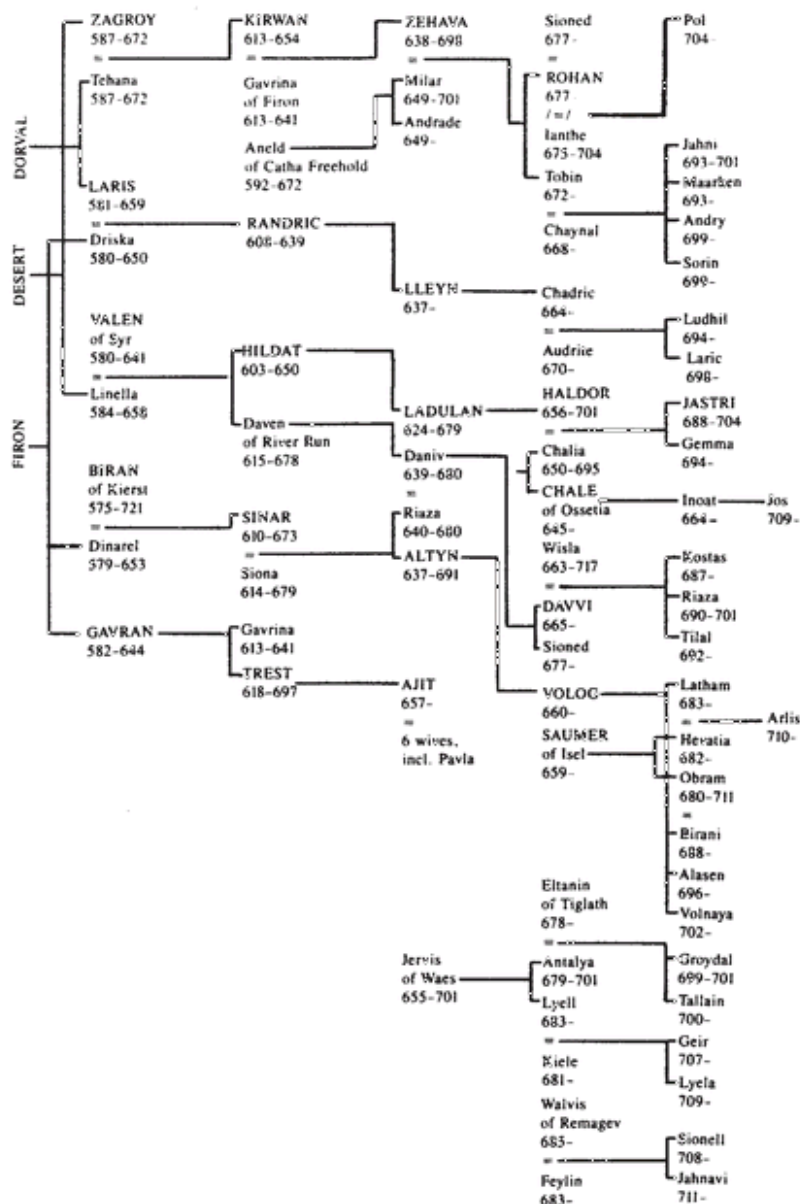 ZAGROY
587-672
=
Tehana
587-672
LARIS
581-659
=
Driska
580-650
VALEN
of Syr
580-641
=
Linella
584-658
BIRAN
of Kierst
575-721
=
Dinarel
579-653
GAVRAN
582-644
DORVAL
DESERT
FIRON
KIRWAN
613-654
=
Gavrina
of Firon
613-641
Aneld
of Catha Freehold
592-672
RANDRIC
608-639
HILDAT
603-650
Daven
of River Run
615-678
SINAR
610-673
=
Siona
614-679
Gavrina
613-641
TREST
618-697
ZEHAVA
638-698
=
Milar
649-701
Andrade
649-
LLEYN
637-
LADULAN
624-679
Daniv
639-680
=
Riaza
640-680
ALTYN
637-691
AJIT
657-
=
6 wives,
incl. Pavla
Jervis
of Waes
655-701
Sioned
677-
=
ROHAN
677
/=/
Ianthe
675-704
Tobin
672-
=
Chaynal
668-
Chadric
664-
=
Audrite
670-
HALDOR
656-701
=
Chalia
650-695
CHALE
of Ossetia
645-
Wisla
663-717
=
DAVVI
665-
Sioned
677-
VOLOG
660-
SAUMER
of Isel
659-
Eltanin
of Tiglath
678-
=
Antalya
679-701
Lyell
683-
=
Kiele
681-
Walvis
of Remagev
685-
=
Feylin
683-
Pol
704-
Jahni
693-701
Maarken
693-
Andry
699-
Sorin
699-
Ludhil
694-
Laric
698-
JASTRI
688-704
Gemma
694-
Inoat
664-
Jos
709-
Kostas
687-
Riaza
690-701
Tilal
692-
Latham
683-
=
Hevatia
682-
Obram
680-711
=
Birani
688-
Alasen
696-
Volnaya
702-
Arlis
710-
Groydal
699-701
Tallain
700-
Geir
707-
Lyela
709-
Sionell
708-
Jahnavi
711-